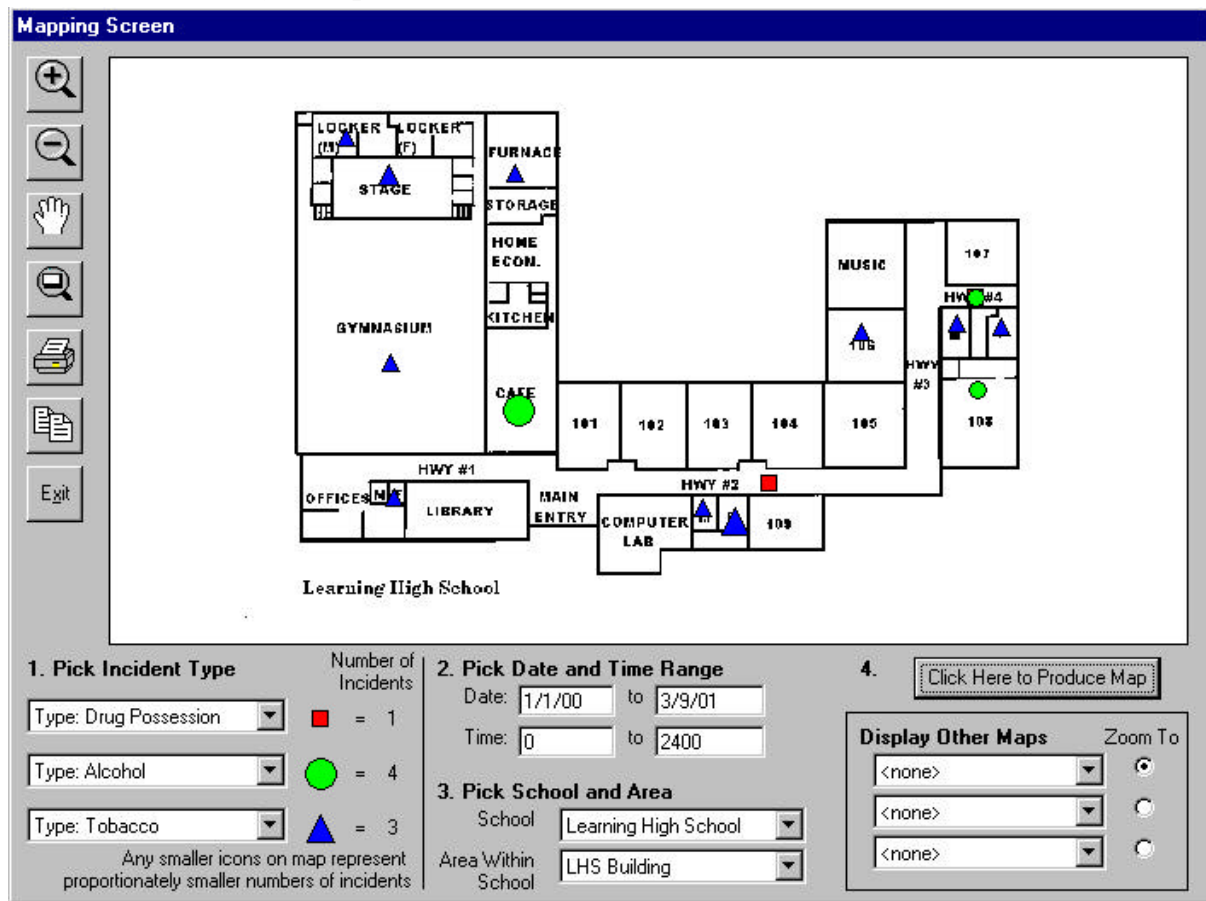 Mapping Screen
LOCKER LOCKER
(M) (F)
FURNACE
STAGE
STORAGE
HOME
ECON.
MUSIC
107
HWY #4
KITCHEN
GYMNASIUM
106
HWY
#3
CAFE
101 102 103 104 105 108
HWY #1
HWY #2
OFFICES M F
LIBRARY
MAIN
ENTRY
COMPUTER
LAB
M
109
Learning High School
Exit
1. Pick Incident Type
Number of
Incidents
Type: Drug Possession = 1
Type: Alcohol = 4
Type: Tobacco = 3
Any smaller icons on map represent
proportionately smaller numbers of incidents
2. Pick Date and Time Range
Date: 1/1/00 to 3/9/01
Time: 0 to 2400
3. Pick School and Area
School Learning High School
Area Within
School
LHS Building
4. Click Here to Produce Map
Display Other Maps Zoom To
<none>
<none>
<none>